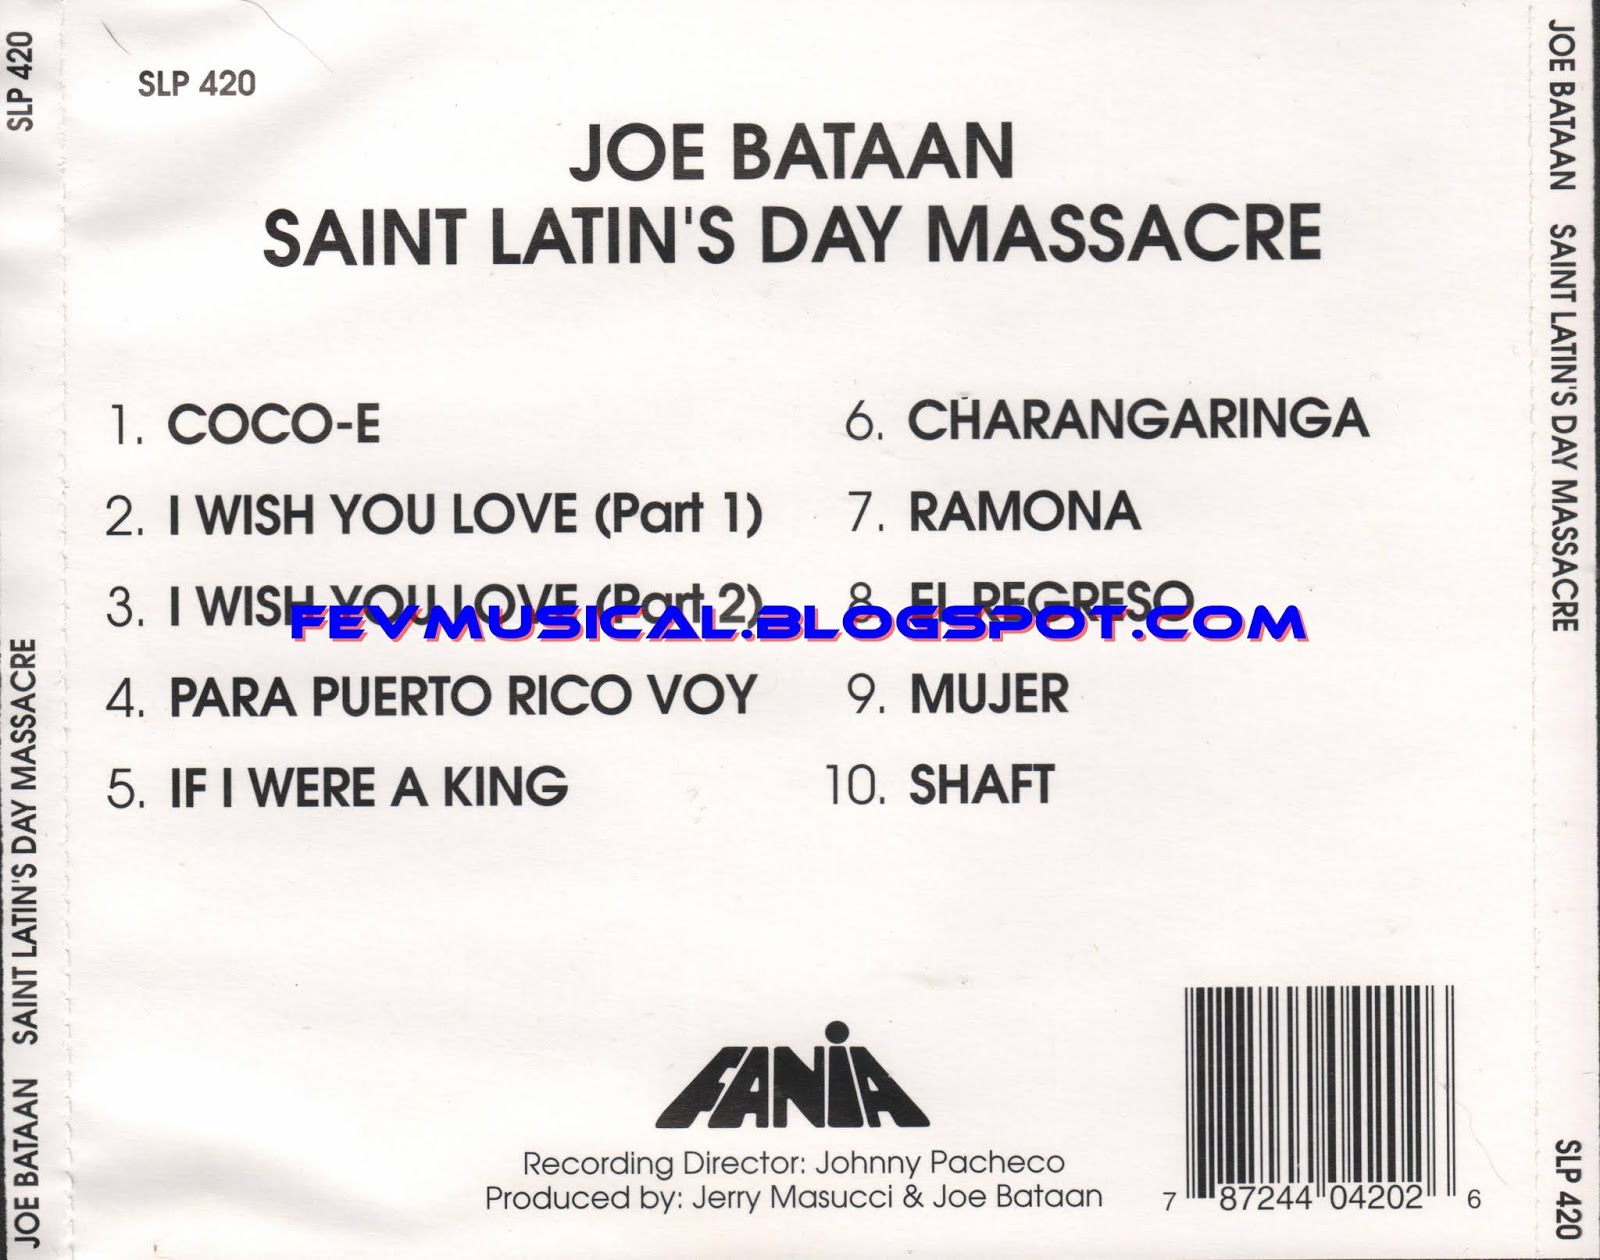 SLP 420
JOE BATAAN
SAINT LATIN'S DAY MASSACRE
1. COCO-E
2. I WISH YOU LOVE (Part 1)
3. I WISH YOU LOVE (Part 2)
4. PARA PUERTO RICO VOY
5. IF I WERE A KING
6. CHARANGARINGA
7. RAMONA
8. EL REGRESO
9. MUJER
10. SHAFT
FEVMUSICAL.BLOGSPOT.COM
FANIA
Recording Director: Johnny Pacheco
Produced by: Jerry Masucci & Joe Bataan
7 87244 04202 6
JOE BATAAN SAINT LATIN'S DAY MASSACRE SLP 420
JOE BATAAN SAINT LATIN'S DAY MASSACRE SLP 420